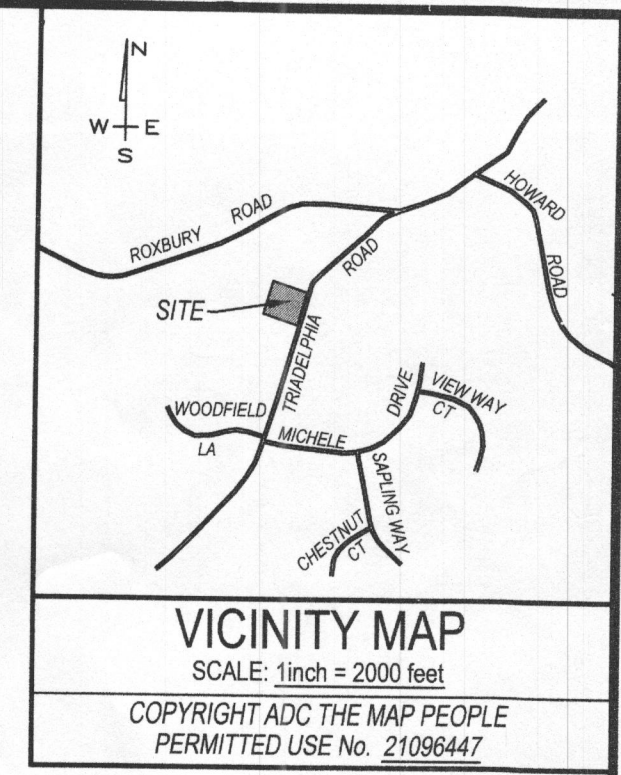 N
W E
S
ROXBURY ROAD
HOWARD ROAD
TRIADELPHIA ROAD
SITE
WOODFIELD LA
MICHELE DRIVE
VIEW WAY CT
SAPLING WAY
CHESTNUT CT
VICINITY MAP
SCALE: 1inch = 2000 feet
COPYRIGHT ADC THE MAP PEOPLE
PERMITTED USE No. 21096447